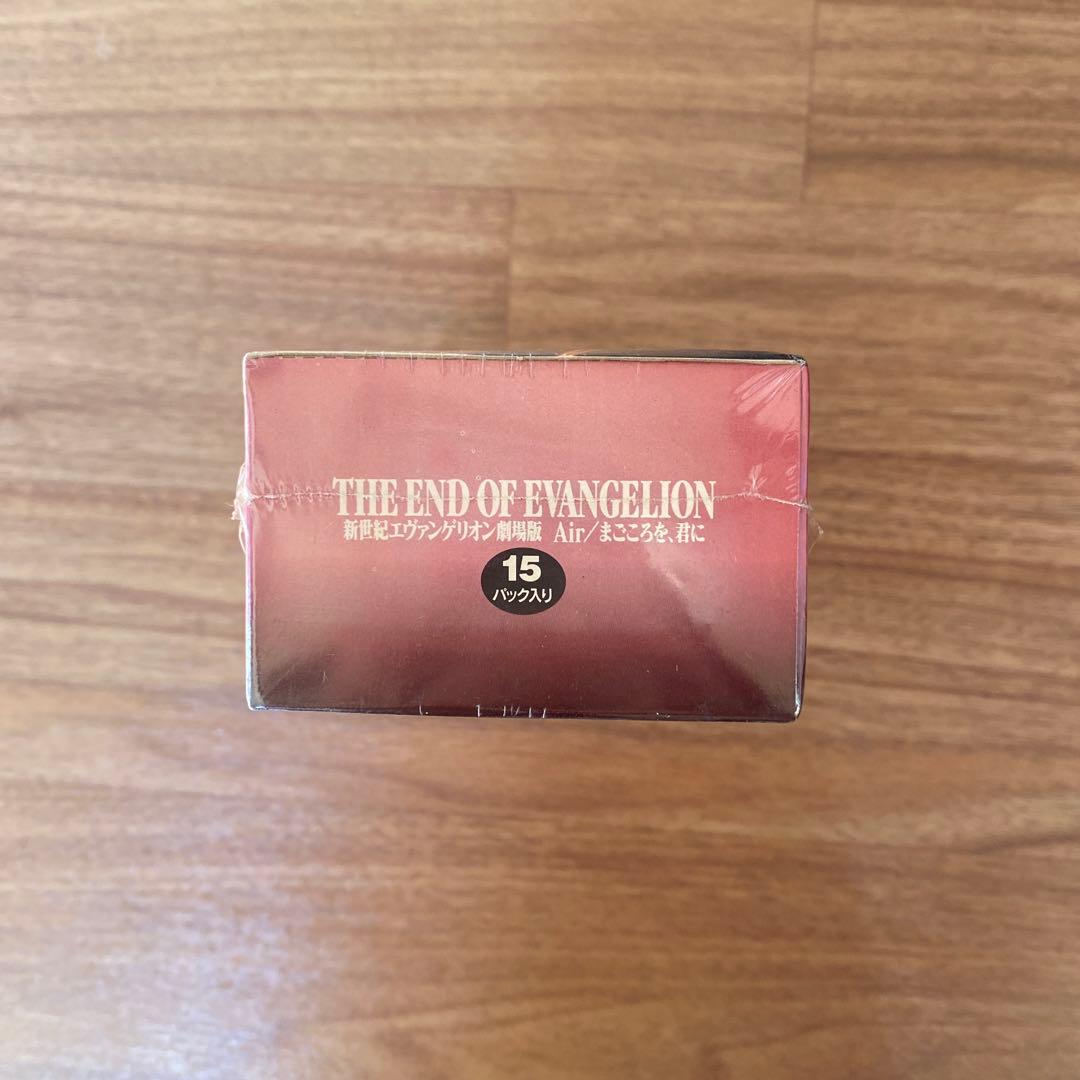 THE END OF EVANGELION
新世紀エヴァンゲリオン劇場版 Air/まごころを、君に
15
パック入り